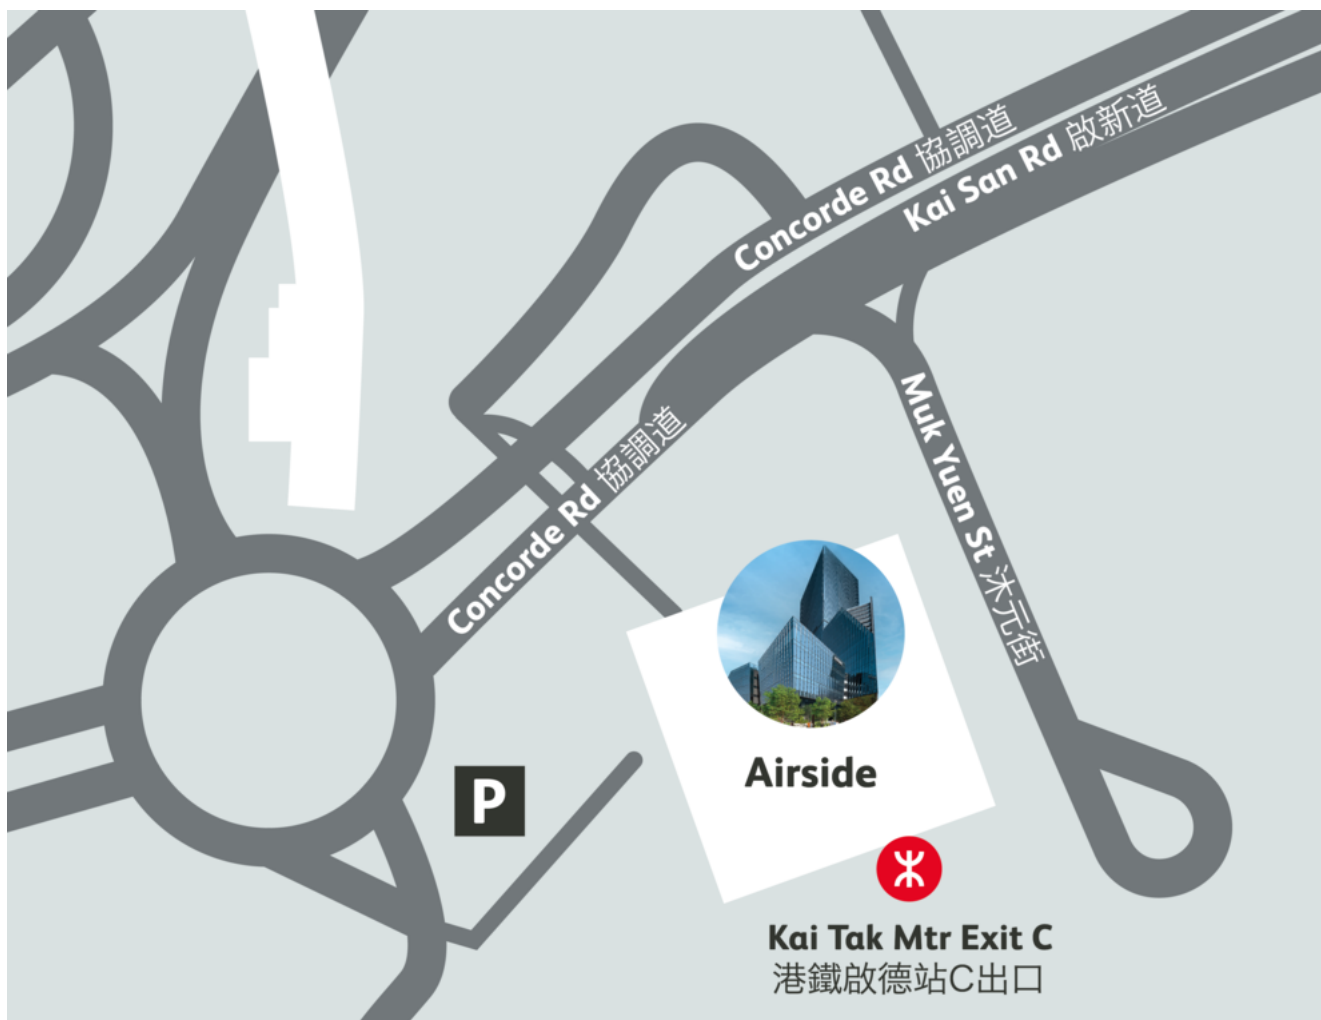 Concorde Rd 協調道
Kai San Rd 啟新道
Concorde Rd 協調道
Muk Yuen St 沐元街
Airside
P
Kai Tak Mtr Exit C
港鐵啟德站C出口